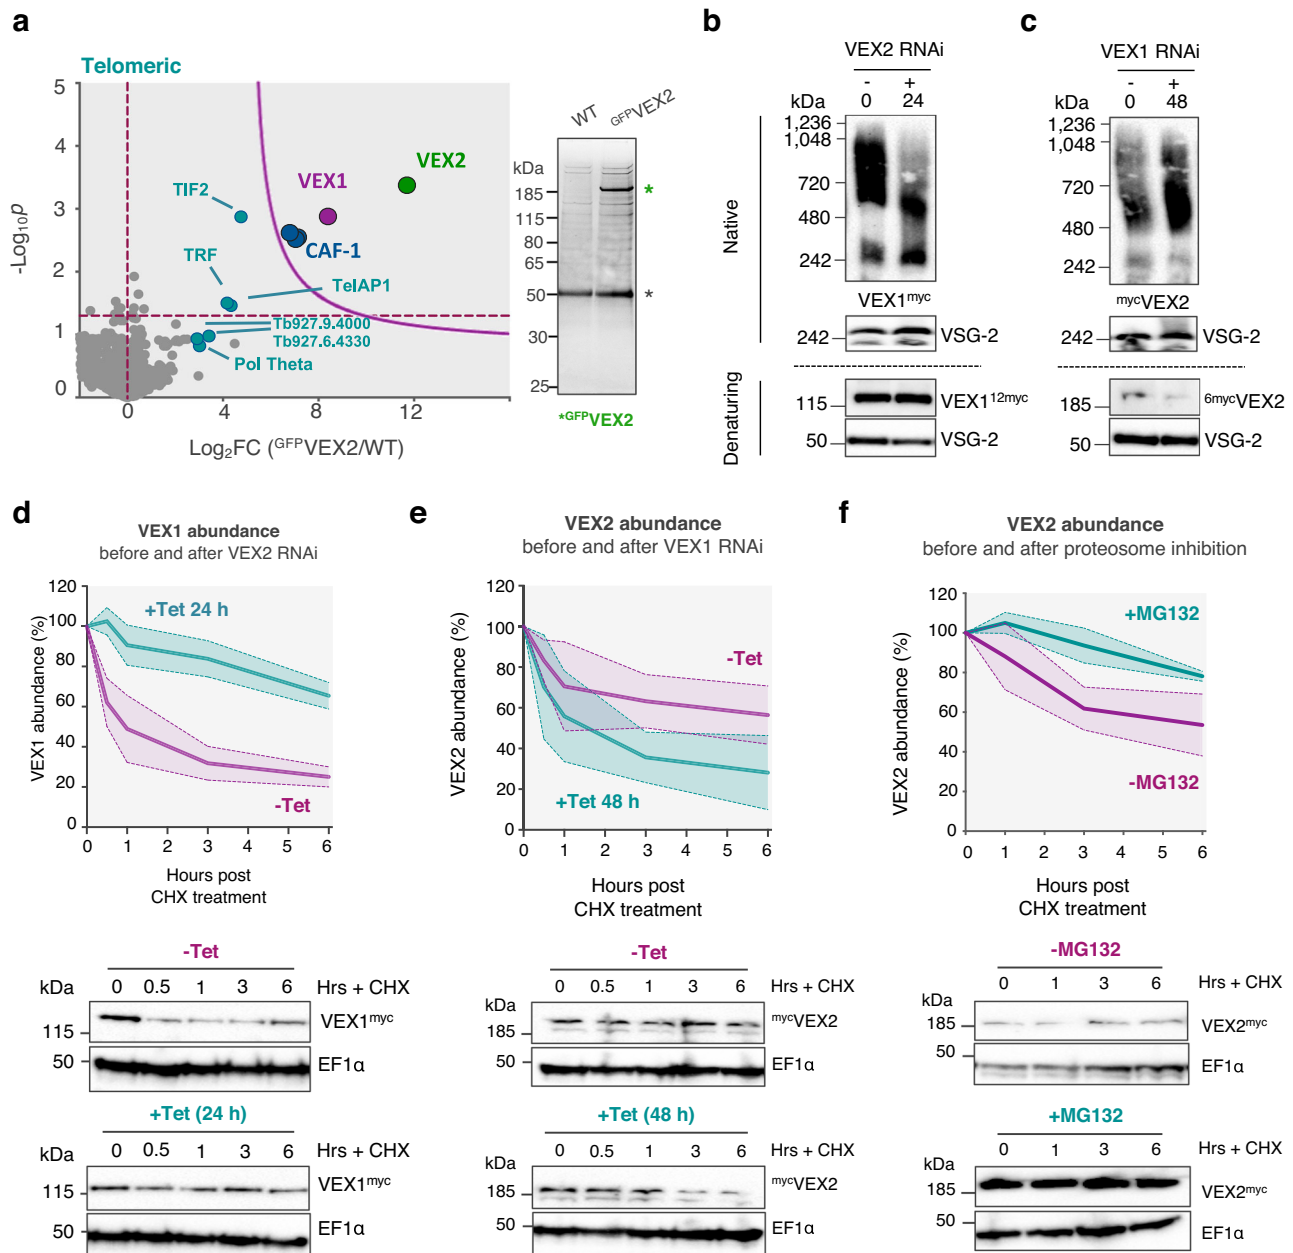 a
Telomeric
5
4
3
2
1
0
-Log10p
0
4
8
12
Log2FC (GFPVEX2/WT)
TIF2
VEX1
VEX2
CAF-1
TRF
TelAP1
Tb927.9.4000
Tb927.6.4330
Pol Theta
WT
GFPVEX2
kDa
185
115
80
65
50
30
25
*
*
*GFPVEX2
b
VEX2 RNAi
- +
kDa 0 24
1,236
1,048
720
480
242
Native
VEX1myc
242 VSG-2
Denaturing
115 VEX112myc
50 VSG-2
c
VEX1 RNAi
- +
kDa 0 48
1,236
1,048
720
480
242
mycVEX2
242 VSG-2
185 6mycVEX2
50 VSG-2
d
VEX1 abundance
before and after VEX2 RNAi
VEX1 abundance (%)
120
100
80
60
40
20
0
+Tet 24 h
-Tet
0 1 2 3 4 5 6
Hours post
CHX treatment
-Tet
kDa 0 0.5 1 3 6 Hrs + CHX
115 VEX1myc
50 EF1α
+Tet (24 h)
kDa 0 0.5 1 3 6 Hrs + CHX
115 VEX1myc
50 EF1α
e
VEX2 abundance
before and after VEX1 RNAi
VEX2 abundance (%)
120
100
80
60
40
20
0
-Tet
+Tet 48 h
0 1 2 3 4 5 6
Hours post
CHX treatment
-Tet
kDa 0 0.5 1 3 6 Hrs + CHX
185 mycVEX2
50 EF1α
+Tet (48 h)
kDa 0 0.5 1 3 6 Hrs + CHX
185 mycVEX2
50 EF1α
f
VEX2 abundance
before and after proteosome inhibition
VEX2 abundance (%)
120
100
80
60
40
20
0
+MG132
-MG132
0 1 2 3 4 5 6
Hours post
CHX treatment
-MG132
kDa 0 1 3 6 Hrs + CHX
185 VEX2myc
50 EF1α
+MG132
kDa 0 1 3 6 Hrs + CHX
185 VEX2myc
50 EF1α